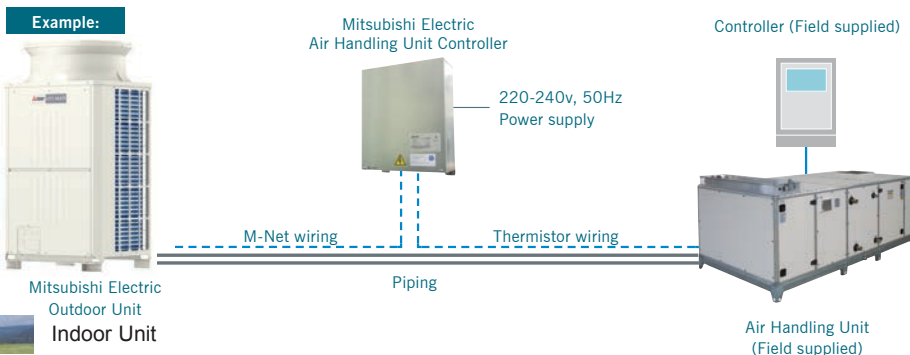 Example:
Mitsubishi Electric
Air Handling Unit Controller
Controller (Field supplied)
220-240v, 50Hz
Power supply
M-Net wiring
Thermistor wiring
Piping
Mitsubishi Electric
Outdoor Unit
Indoor Unit
Air Handling Unit
(Field supplied)